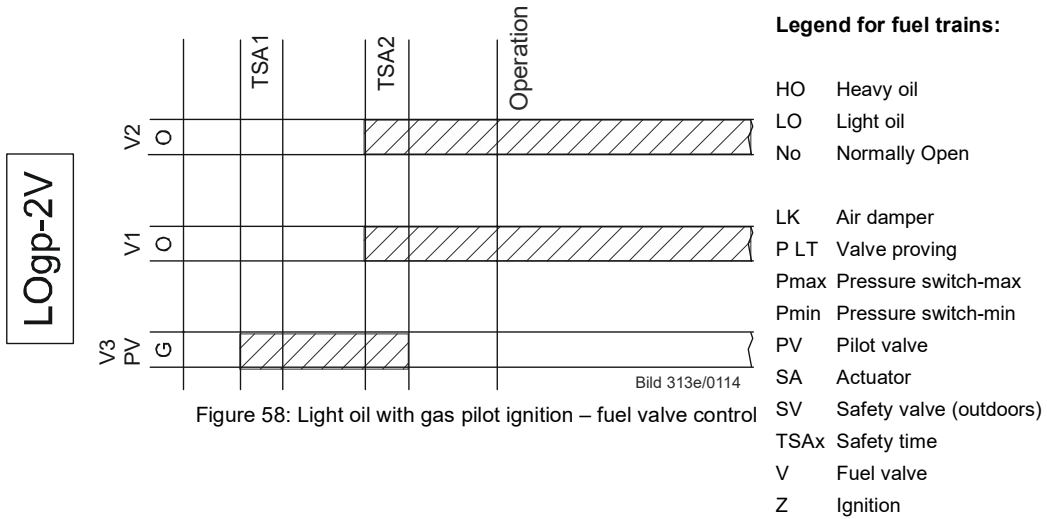 LOgp-2V
TSA1
TSA2
Operation
V2 O
V1 O
V3
PV G
Bild 313e/0114
Figure 58: Light oil with gas pilot ignition – fuel valve control
Legend for fuel trains:
HO Heavy oil
LO Light oil
No Normally Open
LK Air damper
P LT Valve proving
Pmax Pressure switch-max
Pmin Pressure switch-min
PV Pilot valve
SA Actuator
SV Safety valve (outdoors)
TSAx Safety time
V Fuel valve
Z Ignition